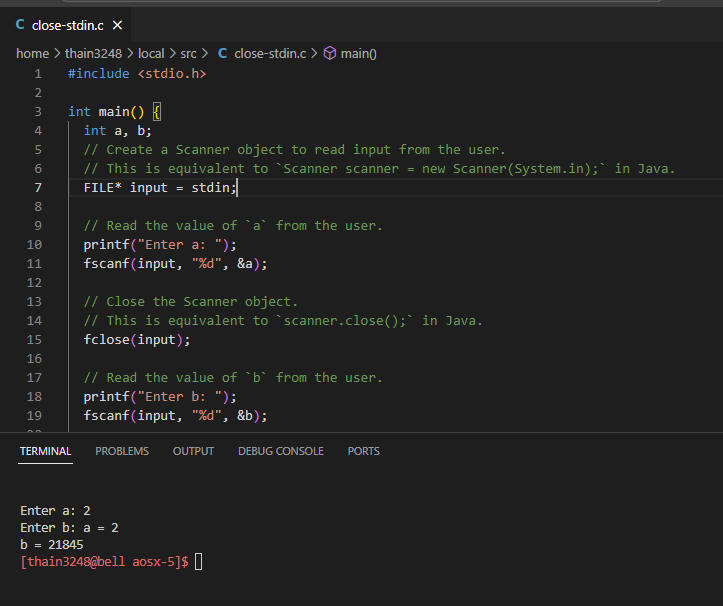 C close-stdin.c ×
home > thain3248 > local > src > C close-stdin.c > main()
1 #include <stdio.h>
2
3 int main() {
4 int a, b;
5 // Create a Scanner object to read input from the user.
6 // This is equivalent to `Scanner scanner = new Scanner(System.in);` in Java.
7 FILE* input = stdin;
8
9 // Read the value of `a` from the user.
10 printf("Enter a: ");
11 fscanf(input, "%d", &a);
12
13 // Close the Scanner object.
14 // This is equivalent to `scanner.close();` in Java.
15 fclose(input);
16
17 // Read the value of `b` from the user.
18 printf("Enter b: ");
19 fscanf(input, "%d", &b);
TERMINAL PROBLEMS OUTPUT DEBUG CONSOLE PORTS
Enter a: 2
Enter b: a = 2
b = 21845
[thain3248@bell aosx-5]$